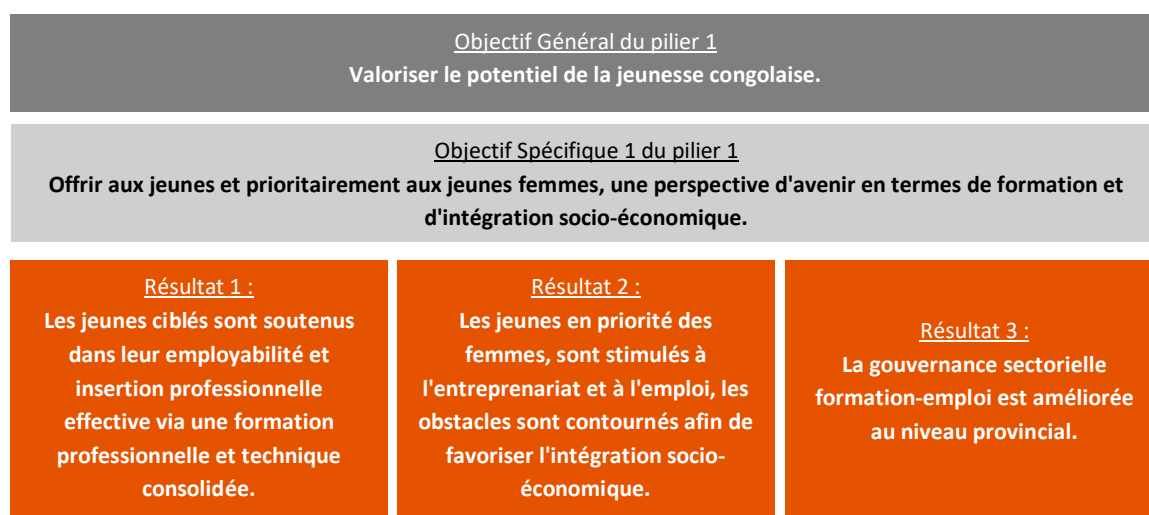 Objectif Général du pilier 1
Valoriser le potentiel de la jeunesse congolaise.
Objectif Spécifique 1 du pilier 1
Offrir aux jeunes et prioritairement aux jeunes femmes, une perspective d'avenir en termes de formation et
d'intégration socio-économique.
Résultat 1 :
Les jeunes ciblés sont soutenus
dans leur employabilité et
insertion professionnelle
effective via une formation
professionnelle et technique
consolidée.
Résultat 2 :
Les jeunes en priorité des
femmes, sont stimulés à
l'entreprenariat et à l'emploi, les
obstacles sont contournés afin de
favoriser l'intégration socio-
économique.
Résultat 3 :
La gouvernance sectorielle
formation-emploi est améliorée
au niveau provincial.